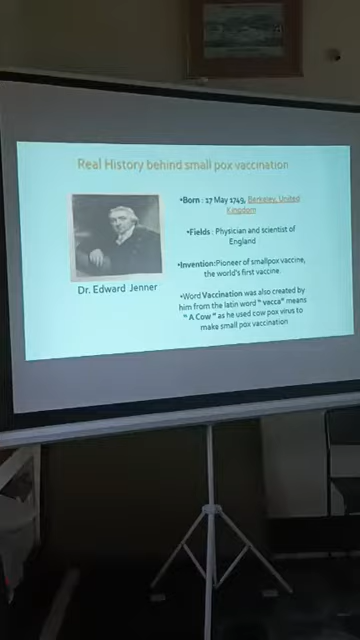 Real History behind small pox vaccination
•Born : 17 May 1749, Berkeley, United
Kingdom
•Fields : Physician and scientist of
England
•Invention:Pioneer of smallpox vaccine,
the world's first vaccine.
•Word Vaccination was also created by
him from the latin word " vacca" means
" A Cow " as he used cow pox virus to
make small pox vaccination
Dr. Edward Jenner